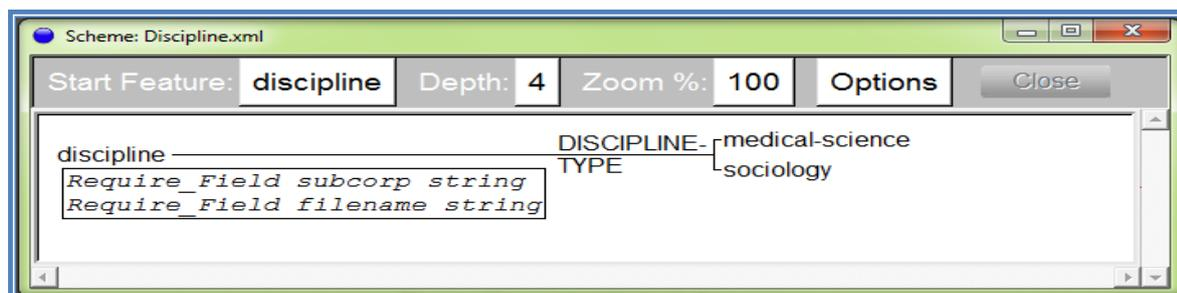 Scheme: Discipline.xml
Start Feature: discipline Depth: 4 Zoom %: 100 Options Close
discipline
DISCIPLINE-TYPE
medical-science
sociology
Require_Field subcorp string
Require_Field filename string